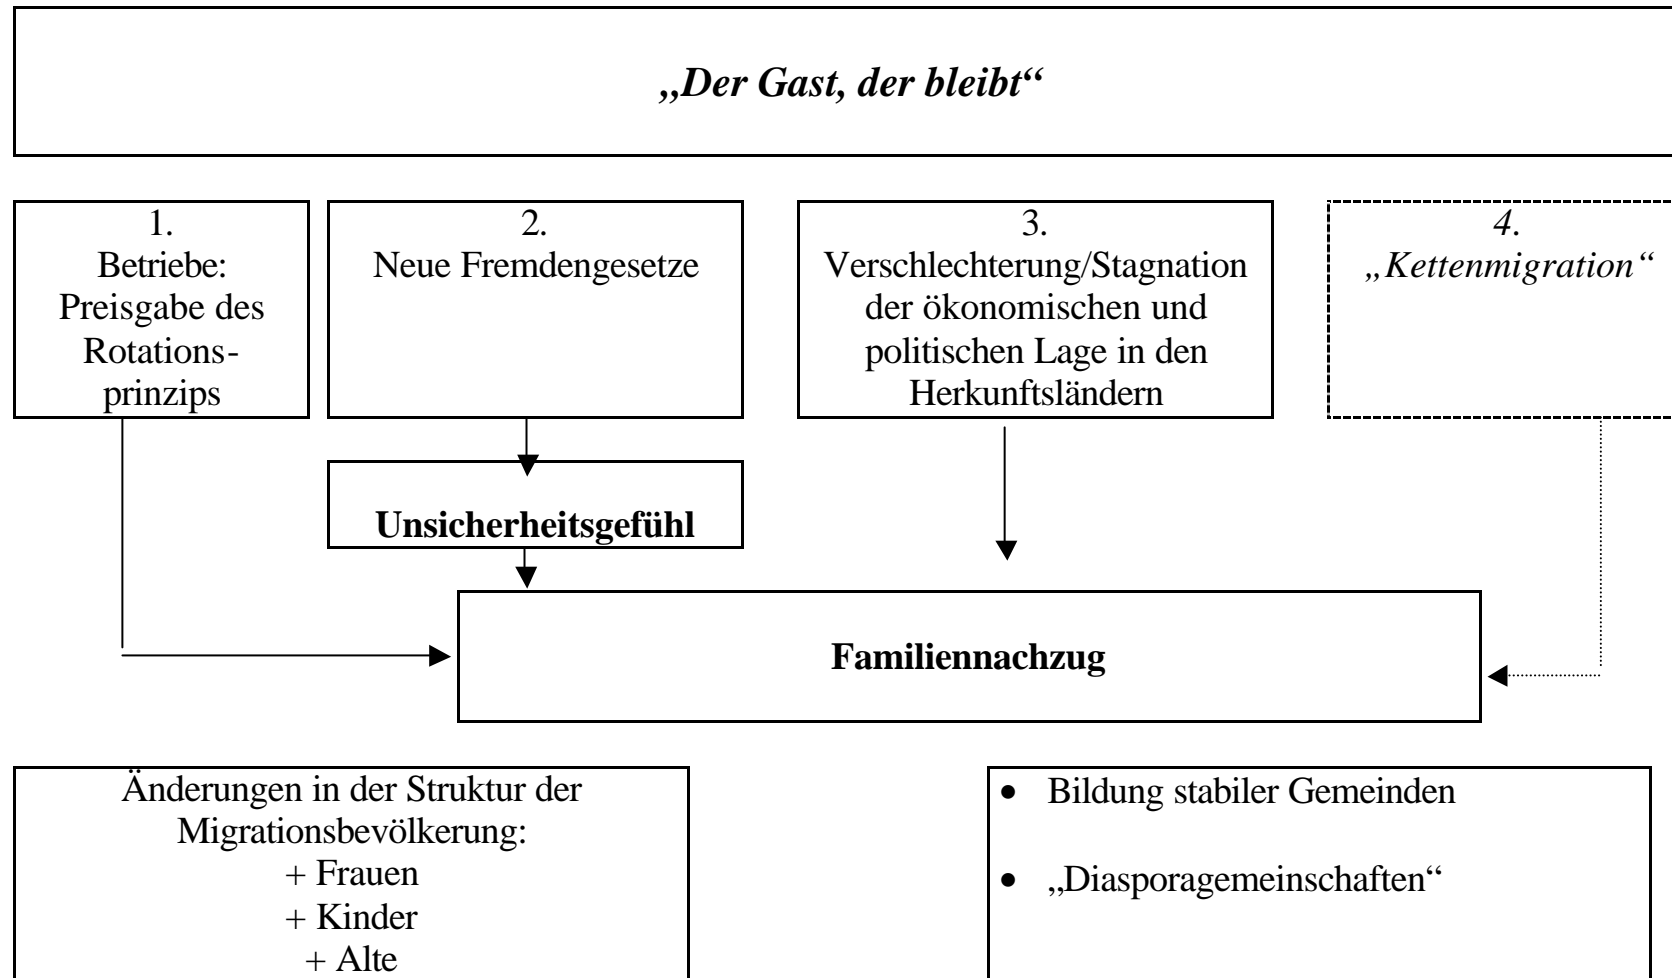 „Der Gast, der bleibt“
1.
Betriebe:
Preisgabe des
Rotations-
prinzips
2.
Neue Fremdengesetze
3.
Verschlechterung/Stagnation
der ökonomischen und
politischen Lage in den
Herkunftsländern
4.
„Kettenmigration“
Unsicherheitsgefühl
Familiennachzug
Änderungen in der Struktur der
Migrationsbevölkerung:
+ Frauen
+ Kinder
+ Alte
• Bildung stabiler Gemeinden
• „Diasporagemeinschaften“